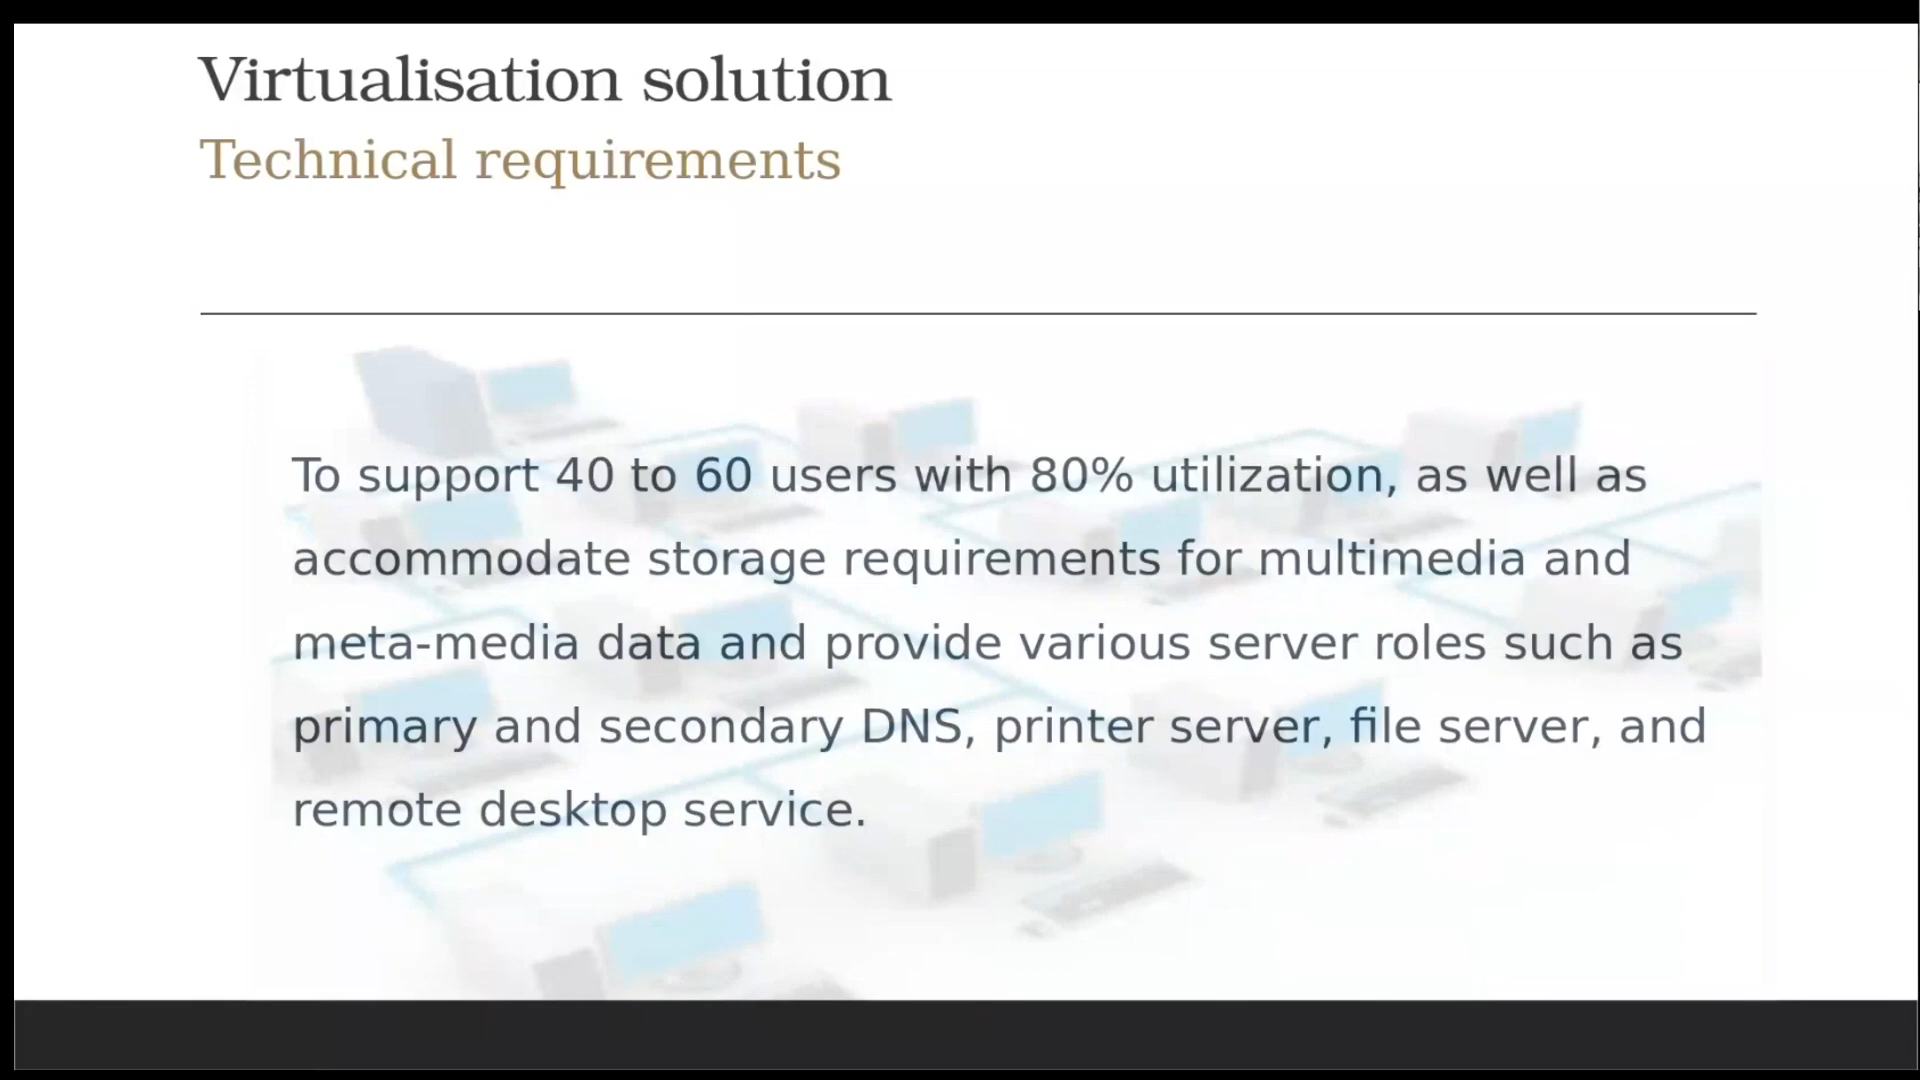 Virtualisation solution
Technical requirements
To support 40 to 60 users with 80% utilization, as well as
accommodate storage requirements for multimedia and
meta-media data and provide various server roles such as
primary and secondary DNS, printer server, file server, and
remote desktop service.